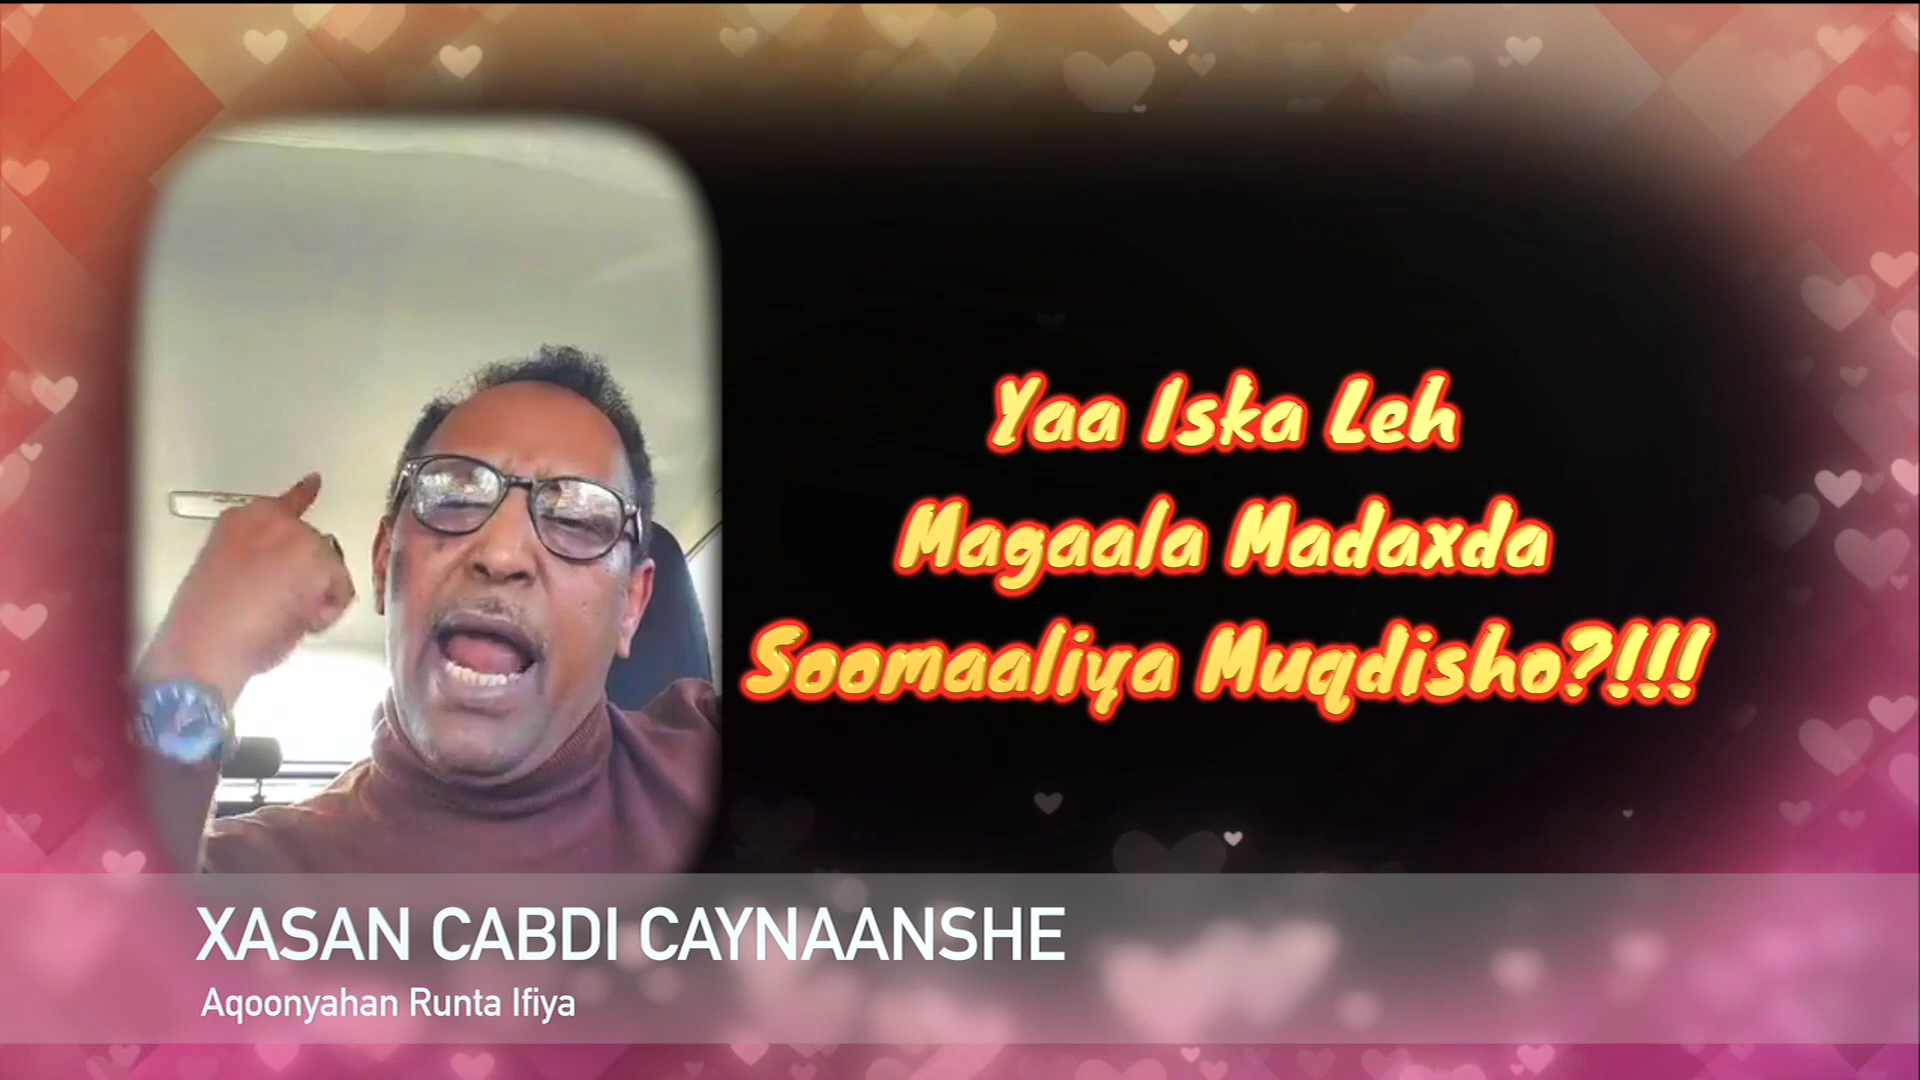 Yaa Iska Leh
Magaala Madaxda
Soomaaliya Muqdisho?!!!
XASAN CABDI CAYNAANSHE
Aqoonyahan Runta Ifiya